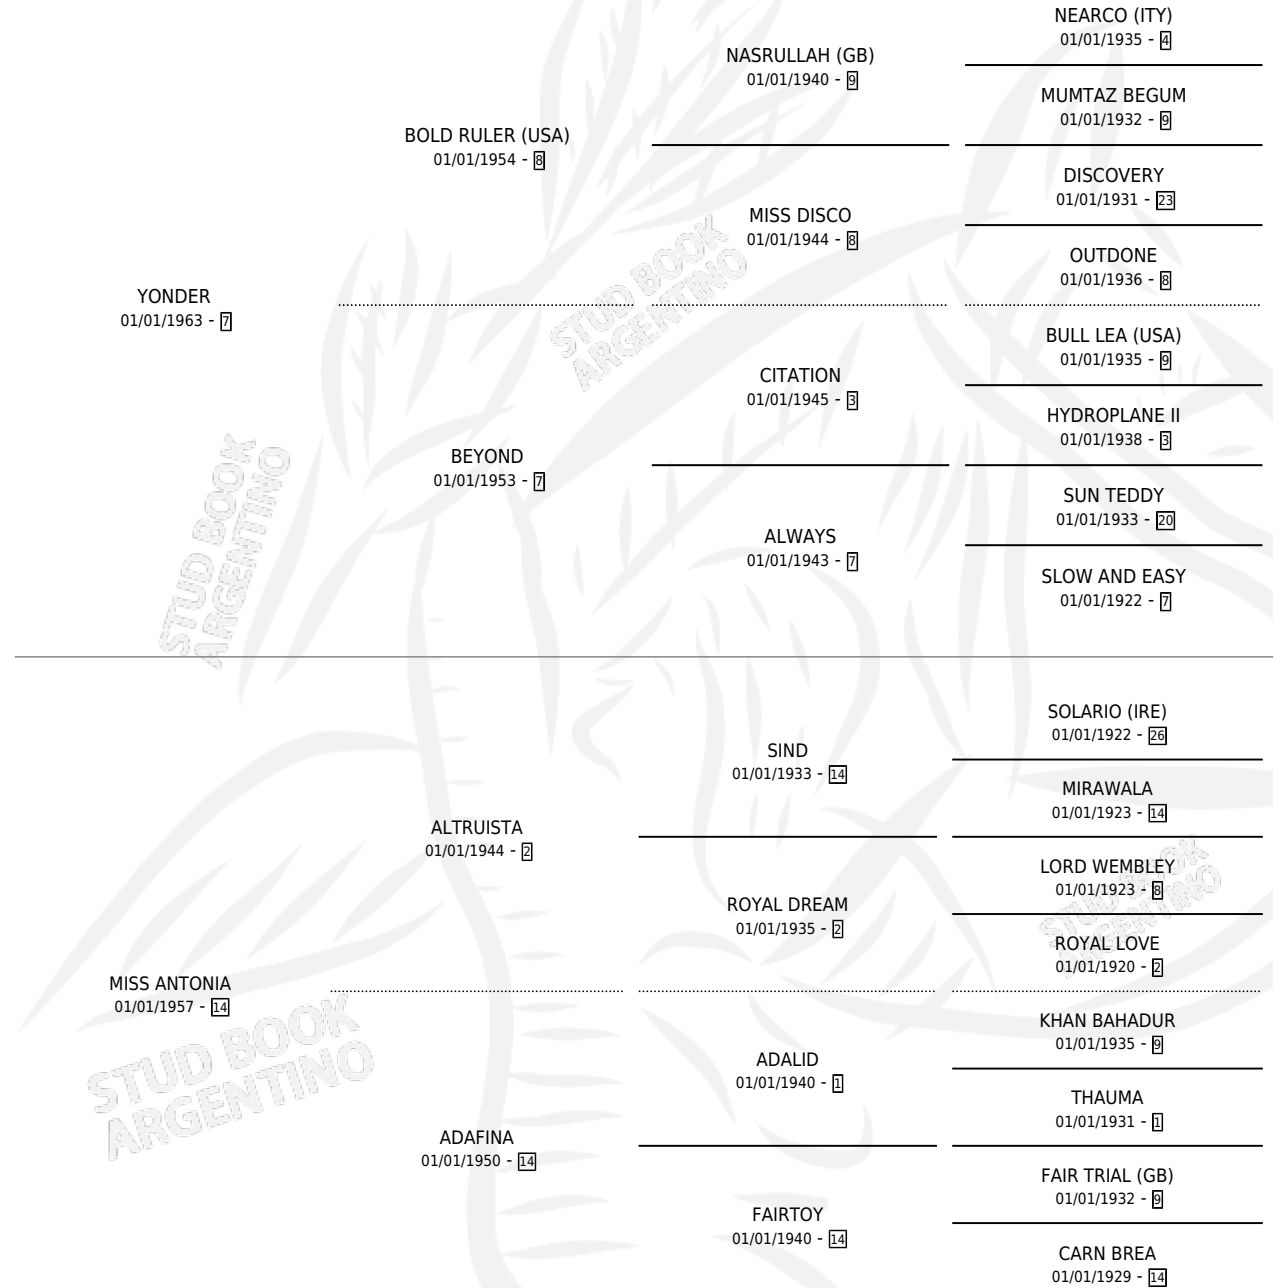 NEARCO (ITY)
01/01/1935 - 4
NASRULLAH (GB)
01/01/1940 - 9
MUMTAZ BEGUM
01/01/1932 - 9
BOLD RULER (USA)
01/01/1954 - 8
DISCOVERY
01/01/1931 - 23
MISS DISCO
01/01/1944 - 8
OUTDONE
01/01/1936 - 8
YONDER
01/01/1963 - 7
BULL LEA (USA)
01/01/1935 - 9
CITATION
01/01/1945 - 3
HYDROPLANE II
01/01/1938 - 3
BEYOND
01/01/1953 - 7
SUN TEDDY
01/01/1933 - 20
ALWAYS
01/01/1943 - 7
SLOW AND EASY
01/01/1922 - 7
STUD BOOK
ARGENTINO
STUD BOOK
ARGENTINO
SOLARIO (IRE)
01/01/1922 - 26
SIND
01/01/1933 - 14
MIRAWALA
01/01/1923 - 14
ALTRUISTA
01/01/1944 - 2
LORD WEMBLEY
01/01/1923 - 8
ROYAL DREAM
01/01/1935 - 2
ROYAL LOVE
01/01/1920 - 2
MISS ANTONIA
01/01/1957 - 14
KHAN BAHADUR
01/01/1935 - 9
ADALID
01/01/1940 - 1
THAUMA
01/01/1931 - 1
ADAFINA
01/01/1950 - 14
FAIR TRIAL (GB)
01/01/1932 - 9
FAIRTOY
01/01/1940 - 14
CARN BREA
01/01/1929 - 14
STUD BOOK
ARGENTINO
STUD BOOK
ARGENTINO